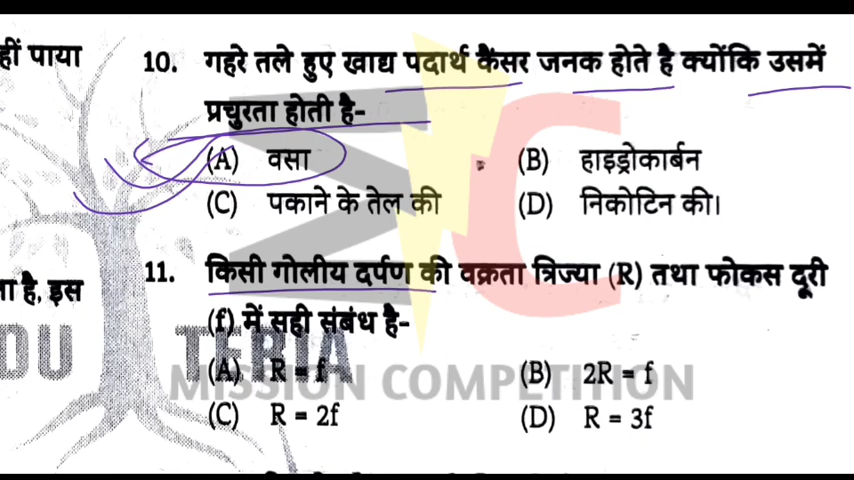 हीं पाया
10. गहरे तले हुए खाद्य पदार्थ कैंसर जनक होते है क्योंकि उसमें
प्रचुरता होती है-
(A) वसा (B) हाइड्रोकार्बन
(C) पकाने के तेल की (D) निकोटिन की।
ा है, इस
11. किसी गोलीय दर्पण की वक्रता त्रिज्या (R) तथा फोकस दूरी
(f) में सही संबंध है-
DU TERIA
(A) R = f (B) 2R = f
MISSION COMPETITION
(C) R = 2f (D) R = 3f